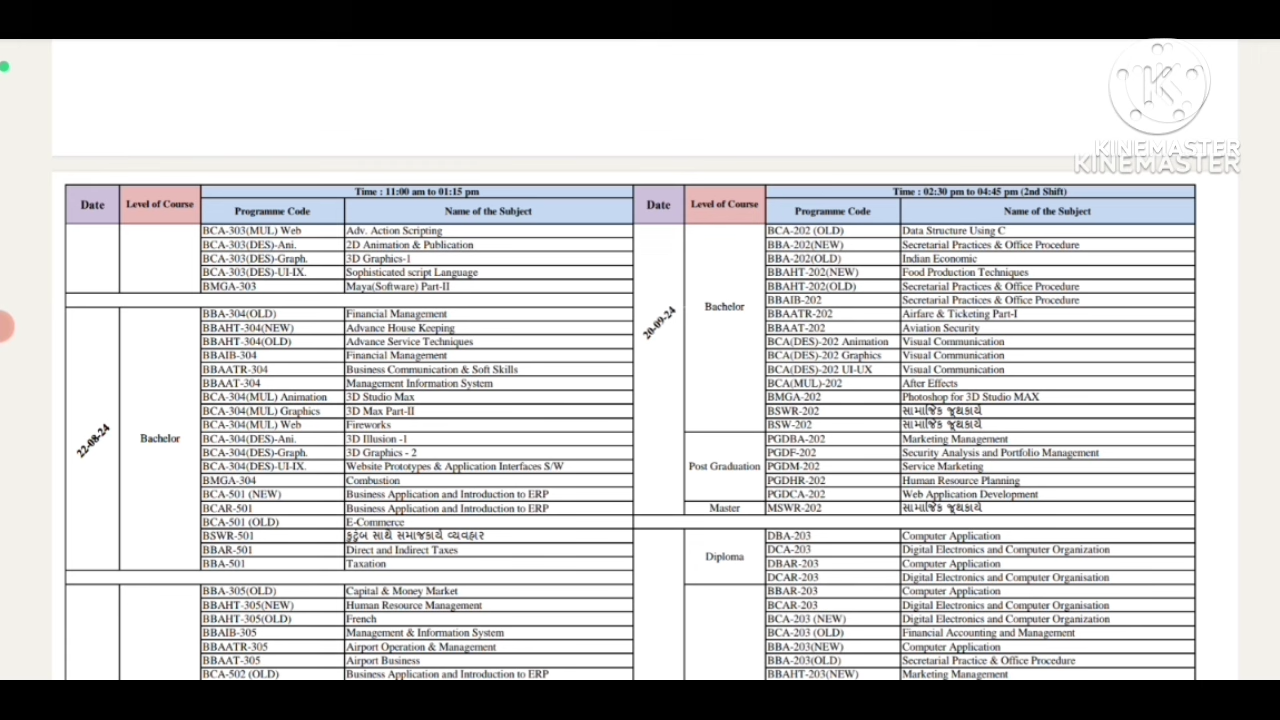 KINEMASTER
KINEMASTER
Date Level of Course Time : 11:00 am to 01:15 pm Date Level of Course Time : 02:30 pm to 04:45 pm (2nd Shift)
Programme Code Name of the Subject Programme Code Name of the Subject
BCA-303(MUL) Web Adv. Action Scripting BCA-202 (OLD) Data Structure Using C
BCA-303(DES)-Ani. 2D Animation & Publication BBA-202(NEW) Secretarial Practices & Office Procedure
BCA-303(DES)-Graph. 3D Graphics-1 BBA-202(OLD) Indian Economic
BCA-303(DES)-UI-IX. Sophisticated script Language BBAHT-202(NEW) Food Production Techniques
BMGA-303 Maya(Software) Part-II BBAHT-202(OLD) Secretarial Practices & Office Procedure
BBAIB-202 Secretarial Practices & Office Procedure
BBA-304(OLD) Financial Management 20-09-24 Bachelor BBAATR-202 Airfare & Ticketing Part-I
BBAHT-304(NEW) Advance House Keeping BBAAT-202 Aviation Security
BBAHT-304(OLD) Advance Service Techniques BCA(DES)-202 Animation Visual Communication
BBAIB-304 Financial Management BCA(DES)-202 Graphics Visual Communication
BBAATR-304 Business Communication & Soft Skills BCA(DES)-202 UI-UX Visual Communication
BBAAT-304 Management Information System BCA(MUL)-202 After Effects
BCA-304(MUL) Animation 3D Studio Max BMGA-202 Photoshop for 3D Studio MAX
BCA-304(MUL) Graphics 3D Max Part-II BSWR-202 સામાજિક જૂથકાર્ય
BCA-304(MUL) Web Fireworks BSW-202 સામાજિક જૂથકાર્ય
22-08-24 Bachelor BCA-304(DES)-Ani. 3D Illusion -1 PGDBA-202 Marketing Management
BCA-304(DES)-Graph. 3D Graphics - 2 PGDF-202 Security Analysis and Portfolio Management
BCA-304(DES)-UI-IX. Website Prototypes & Application Interfaces S/W Post Graduation PGDM-202 Service Marketing
BMGA-304 Combustion PGDHR-202 Human Resource Planning
BCA-501 (NEW) Business Application and Introduction to ERP PGDCA-202 Web Application Development
BCAR-501 Business Application and Introduction to ERP Master MSWR-202 સામાજિક જૂથકાર્ય
BCA-501 (OLD) E-Commerce
BSWR-501 કુટુંબ સાથે સમાજકાર્ય વ્યવહાર DBA-203 Computer Application
BBAR-501 Direct and Indirect Taxes Diploma DCA-203 Digital Electronics and Computer Organization
BBA-501 Taxation DBAR-203 Computer Application
DCAR-203 Digital Electronics and Computer Organisation
BBA-305(OLD) Capital & Money Market BBAR-203 Computer Application
BBAHT-305(NEW) Human Resource Management BCAR-203 Digital Electronics and Computer Organisation
BBAHT-305(OLD) French BCA-203 (NEW) Digital Electronics and Computer Organization
BBAIB-305 Management & Information System BCA-203 (OLD) Financial Accounting and Management
BBAATR-305 Airport Operation & Management BBA-203(NEW) Computer Application
BBAAT-305 Airport Business BBA-203(OLD) Secretarial Practice & Office Procedure
BCA-502 (OLD) Business Application and Introduction to ERP BBAHT-203(NEW) Marketing Management